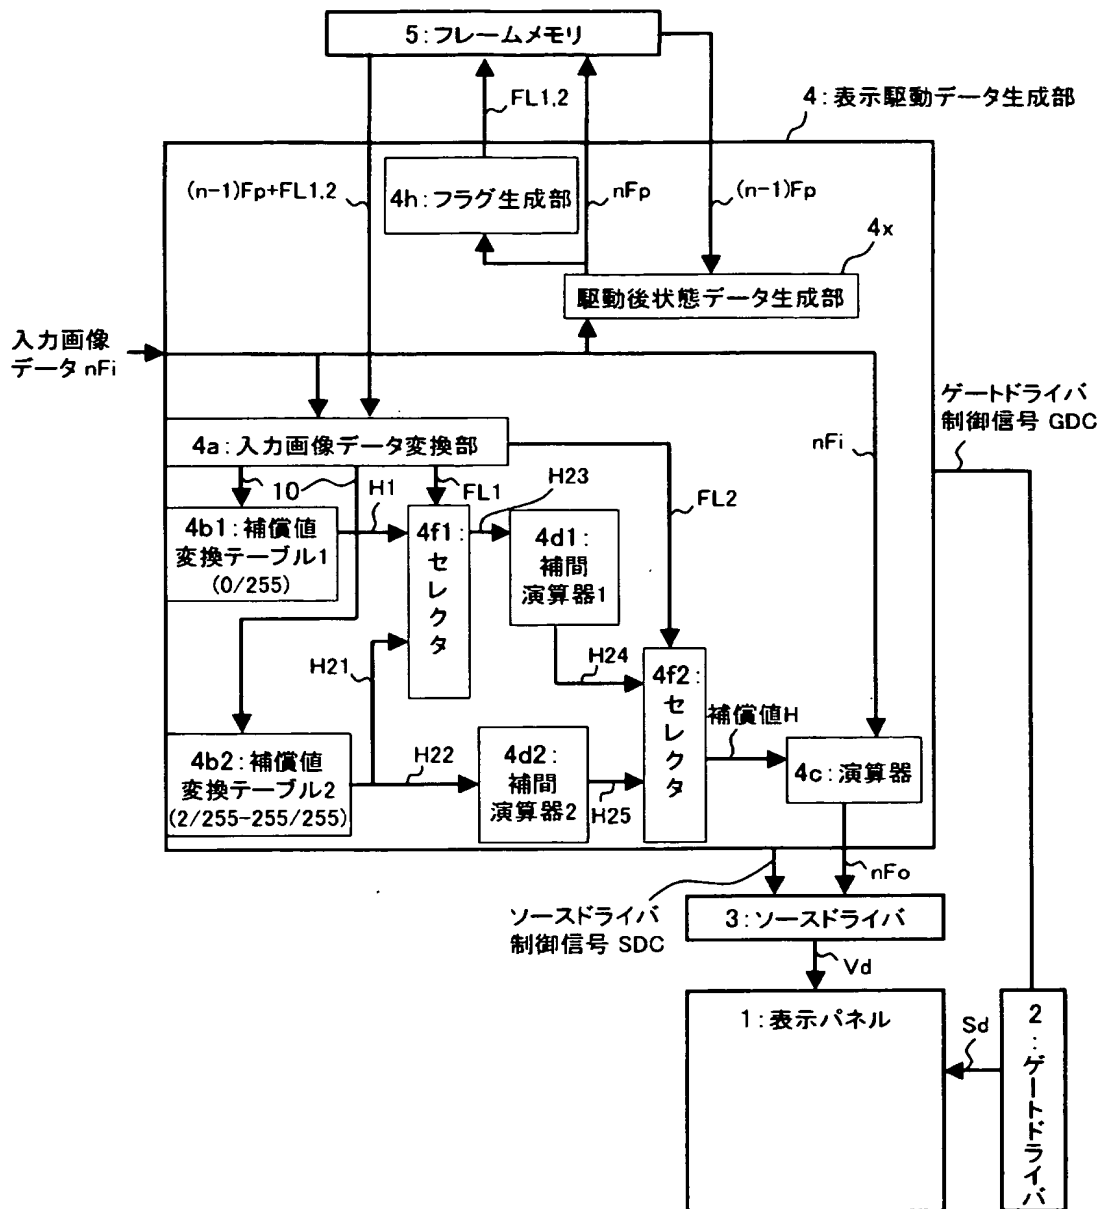 5：フレームメモリ
FL1,2
4：表示駆動データ生成部
(n-1)Fp+FL1,2
4h：フラグ生成部
nFp
(n-1)Fp
4x
駆動後状態データ生成部
入力画像
データ nFi
ゲートドライバ
制御信号 GDC
4a：入力画像データ変換部
nFi
10
H1
FL1
H23
FL2
4b1：補償値
変換テーブル1
(0/255)
4f1：
セレクタ
4d1：
補間
演算器1
H21
H24
4f2：
セレクタ
補償値H
4b2：補償値
変換テーブル2
(2/255-255/255)
H22
4d2：
補間
演算器2
H25
4c：演算器
nFo
ソースドライバ
制御信号 SDC
3：ソースドライバ
Vd
1：表示パネル
Sd
2：ゲートドライバ